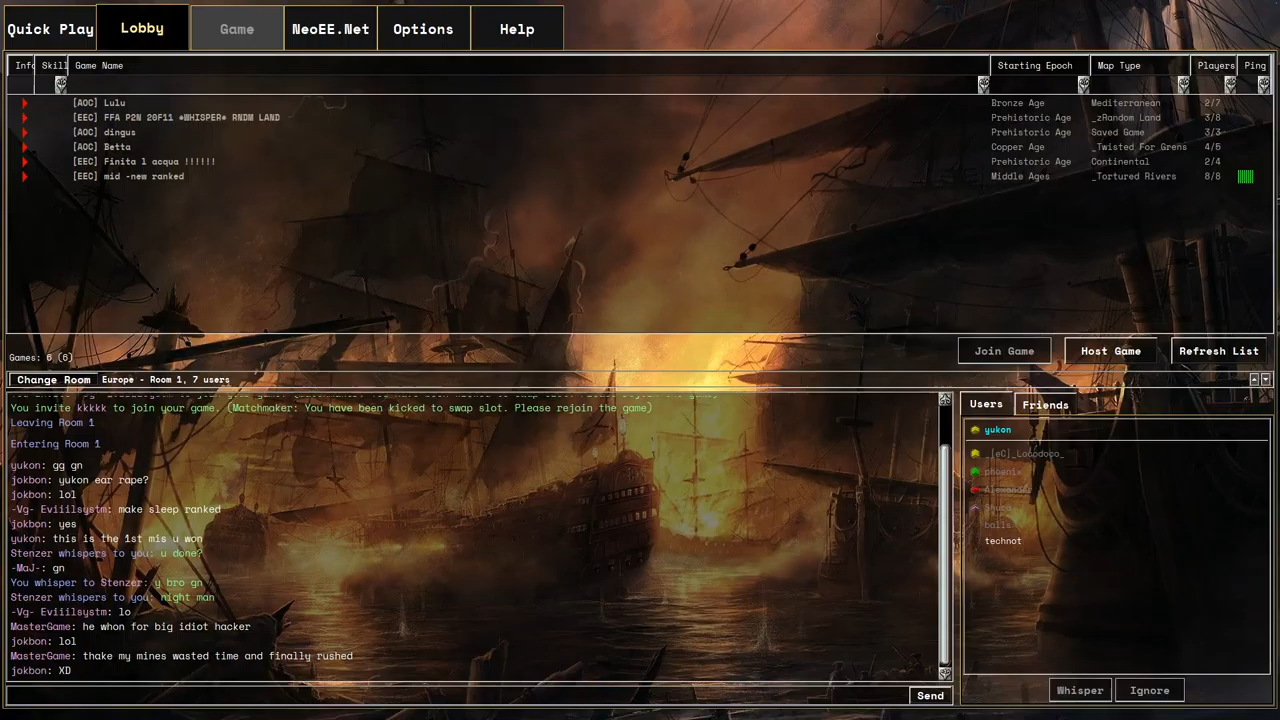 Quick Play Lobby Game NeoEE.Net Options Help
Info Skill Game Name Starting Epoch Map Type Players Ping
[AOC] Lulu Bronze Age Mediterranean 2/7
[EEC] FFA P2N 20F11 *WHISPER* RNDM LAND Prehistoric Age _zRandom Land 3/8
[AOC] dingus Prehistoric Age Saved Game 3/3
[AOC] Betta Copper Age _Twisted For Grens 4/5
[EEC] Finita l acqua !!!!!! Prehistoric Age Continental 2/4
[EEC] mid -new ranked Middle Ages _Tortured Rivers 8/8
Games: 6 (6)
Join Game Host Game Refresh List
Change Room Europe - Room 1, 7 users
You invite kkkkk to join your game. (Matchmaker: You have been kicked to swap slot. Please rejoin the game)
Leaving Room 1
Entering Room 1
yukon: gg gn
jokbon: yukon ear rape?
jokbon: lol
-Vg- Eviiilsystm: make sleep ranked
jokbon: yes
yukon: this is the 1st mis u won
Stenzer whispers to you: u done?
-MaJ-: gn
You whisper to Stenzer: y bro gn
Stenzer whispers to you: night man
-Vg- Eviiilsystm: lo
MasterGame: he whon for big idiot hacker
jokbon: lol
MasterGame: thake my mines wasted time and finally rushed
jokbon: XD
Send
Users Friends
yukon
_[eC]_Locodoco_
phoenix
Alexander
Shura
balls
technot
Whisper Ignore